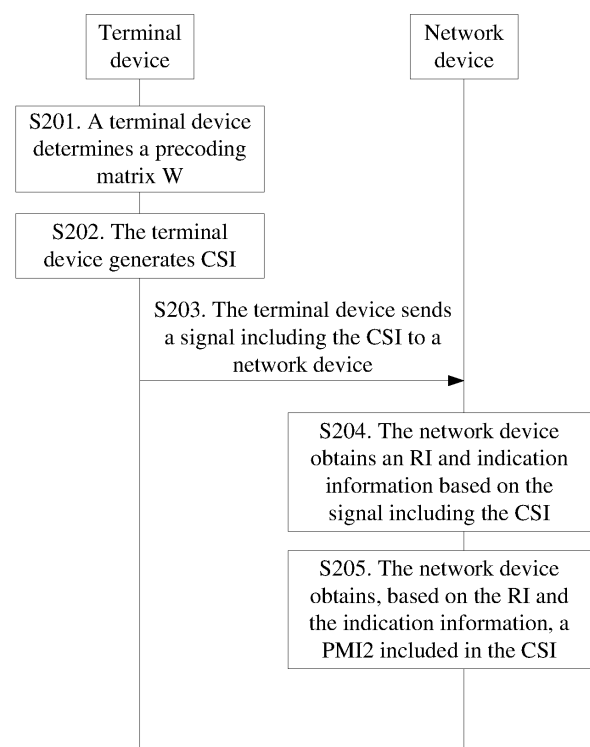 Terminal
device
Network
device
S201. A terminal device
determines a precoding
matrix W
S202. The terminal
device generates CSI
S203. The terminal device sends
a signal including the CSI to a
network device
S204. The network device
obtains an RI and indication
information based on the
signal including the CSI
S205. The network device
obtains, based on the RI and
the indication information, a
PMI2 included in the CSI